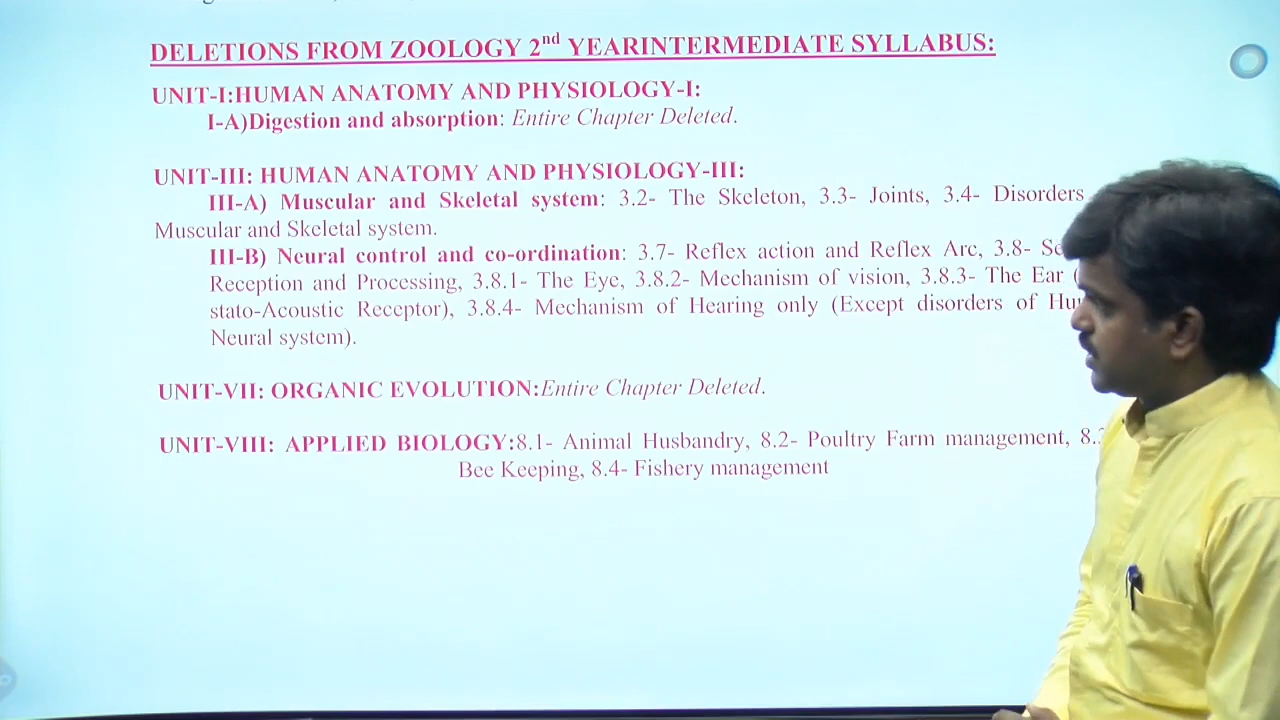 DELETIONS FROM ZOOLOGY 2nd YEARINTERMEDIATE SYLLABUS:
UNIT-I:HUMAN ANATOMY AND PHYSIOLOGY-I:
I-A)Digestion and absorption: Entire Chapter Deleted.
UNIT-III: HUMAN ANATOMY AND PHYSIOLOGY-III:
III-A) Muscular and Skeletal system: 3.2- The Skeleton, 3.3- Joints, 3.4- Disorders
Muscular and Skeletal system.
III-B) Neural control and co-ordination: 3.7- Reflex action and Reflex Arc, 3.8-
Reception and Processing, 3.8.1- The Eye, 3.8.2- Mechanism of vision, 3.8.3- The Ear (
stato-Acoustic Receptor), 3.8.4- Mechanism of Hearing only (Except disorders of
Neural system).
UNIT-VII: ORGANIC EVOLUTION:Entire Chapter Deleted.
UNIT-VIII: APPLIED BIOLOGY:8.1- Animal Husbandry, 8.2- Poultry Farm management,
Bee Keeping, 8.4- Fishery management